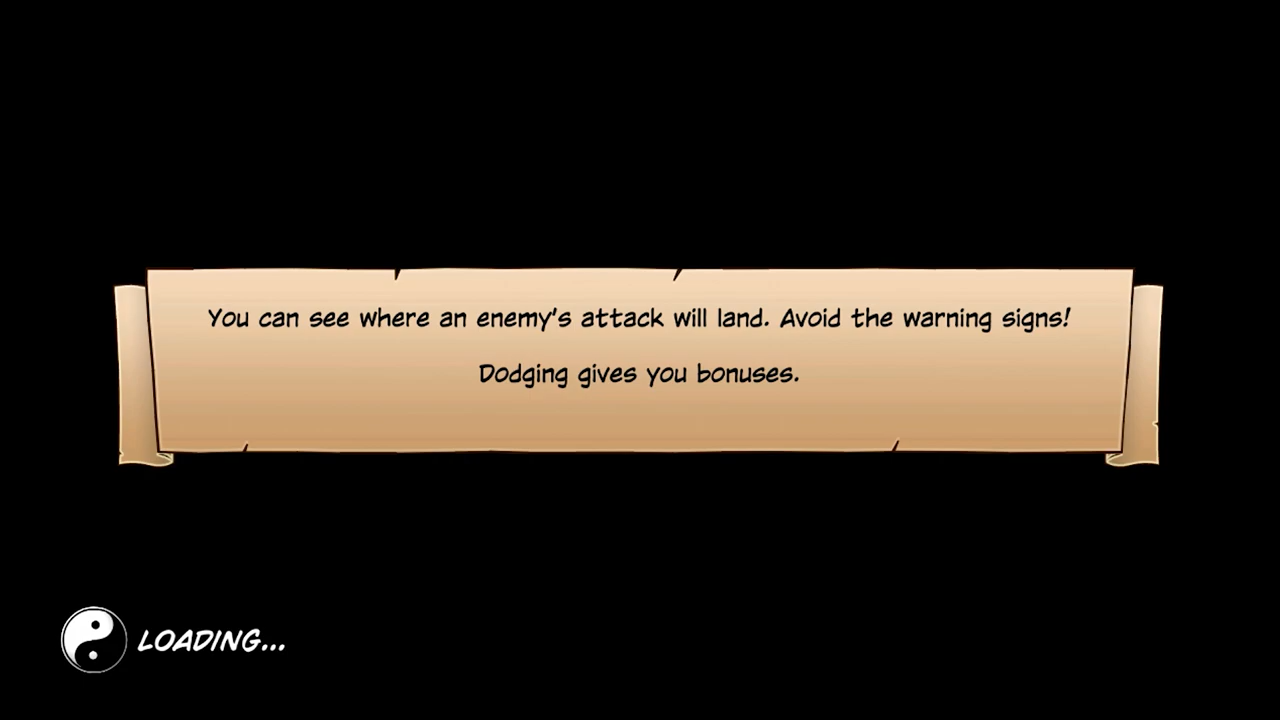 You can see where an enemy's attack will land. Avoid the warning signs!
Dodging gives you bonuses.
LOADING...